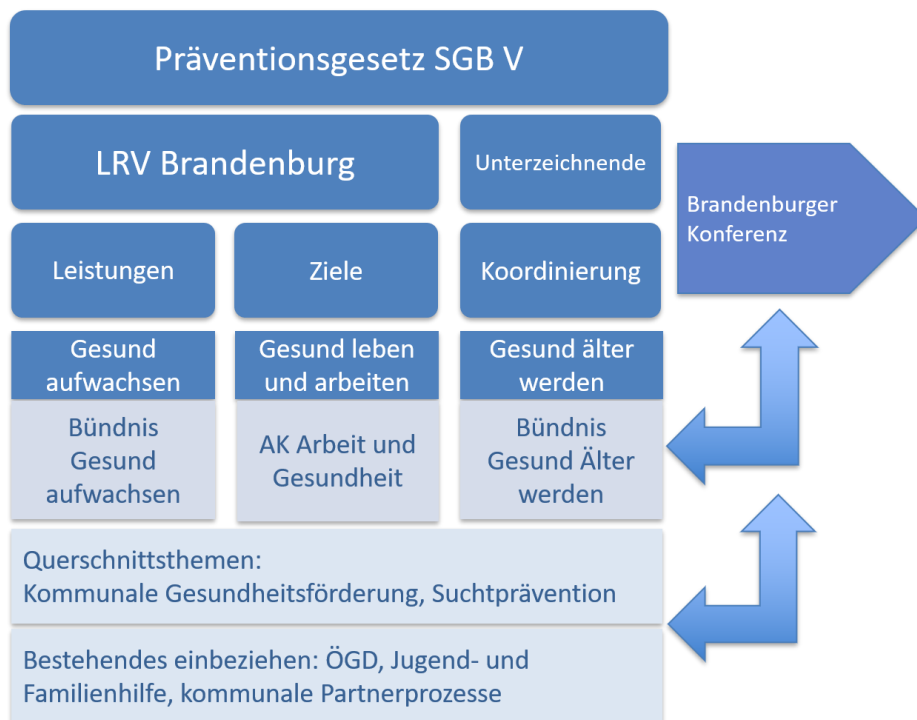 Präventionsgesetz SGB V
LRV Brandenburg
Unterzeichnende
Brandenburger
Konferenz
Leistungen
Ziele
Koordinierung
Gesund
aufwachsen
Gesund leben
und arbeiten
Gesund älter
werden
Bündnis
Gesund
aufwachsen
AK Arbeit und
Gesundheit
Bündnis
Gesund Älter
werden
Querschnittsthemen:
Kommunale Gesundheitsförderung, Suchtprävention
Bestehendes einbeziehen: ÖGD, Jugend- und
Familienhilfe, kommunale Partnerprozesse